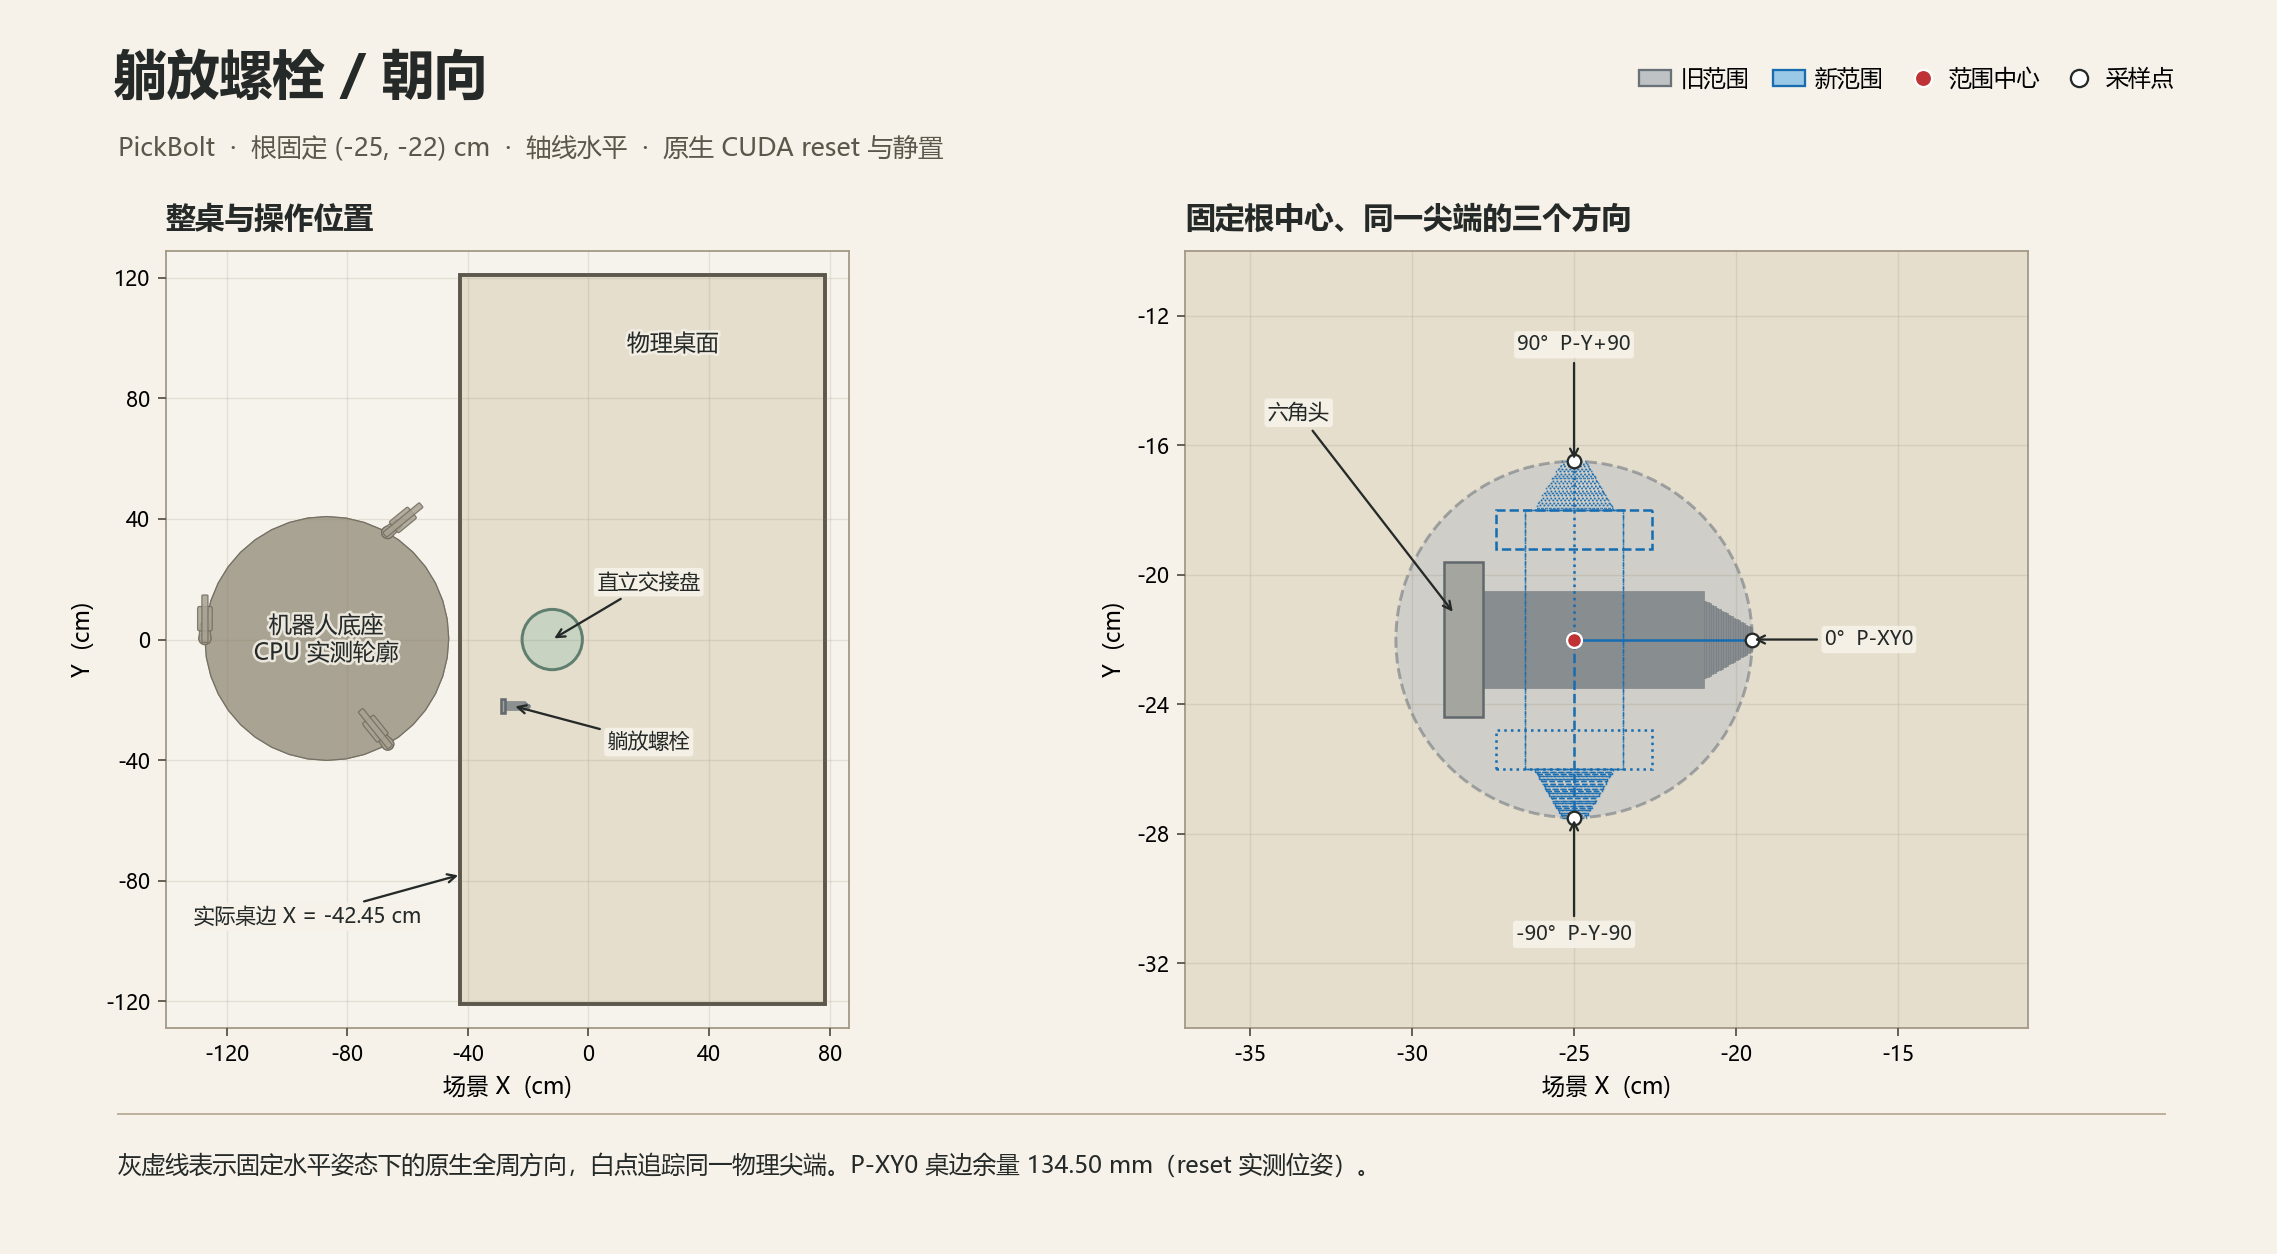 躺放螺栓 / 朝向
旧范围
新范围
范围中心
采样点
PickBolt · 根固定 (-25, -22) cm · 轴线水平 · 原生 CUDA reset 与静置
整桌与操作位置
120
80
40
0
-40
-80
-120
Y (cm)
物理桌面
直立交接盘
机器人底座
CPU 实测轮廓
躺放螺栓
实际桌边 X = -42.45 cm
-120
-80
-40
0
40
80
场景 X (cm)
固定根中心、同一尖端的三个方向
-12
-16
-20
-24
-28
-32
Y (cm)
90° P-Y+90
六角头
0° P-XY0
-90° P-Y-90
-35
-30
-25
-20
-15
场景 X (cm)
灰虚线表示固定水平姿态下的原生全周方向，白点追踪同一物理尖端。P-XY0 桌边余量 134.50 mm（reset 实测位姿）。